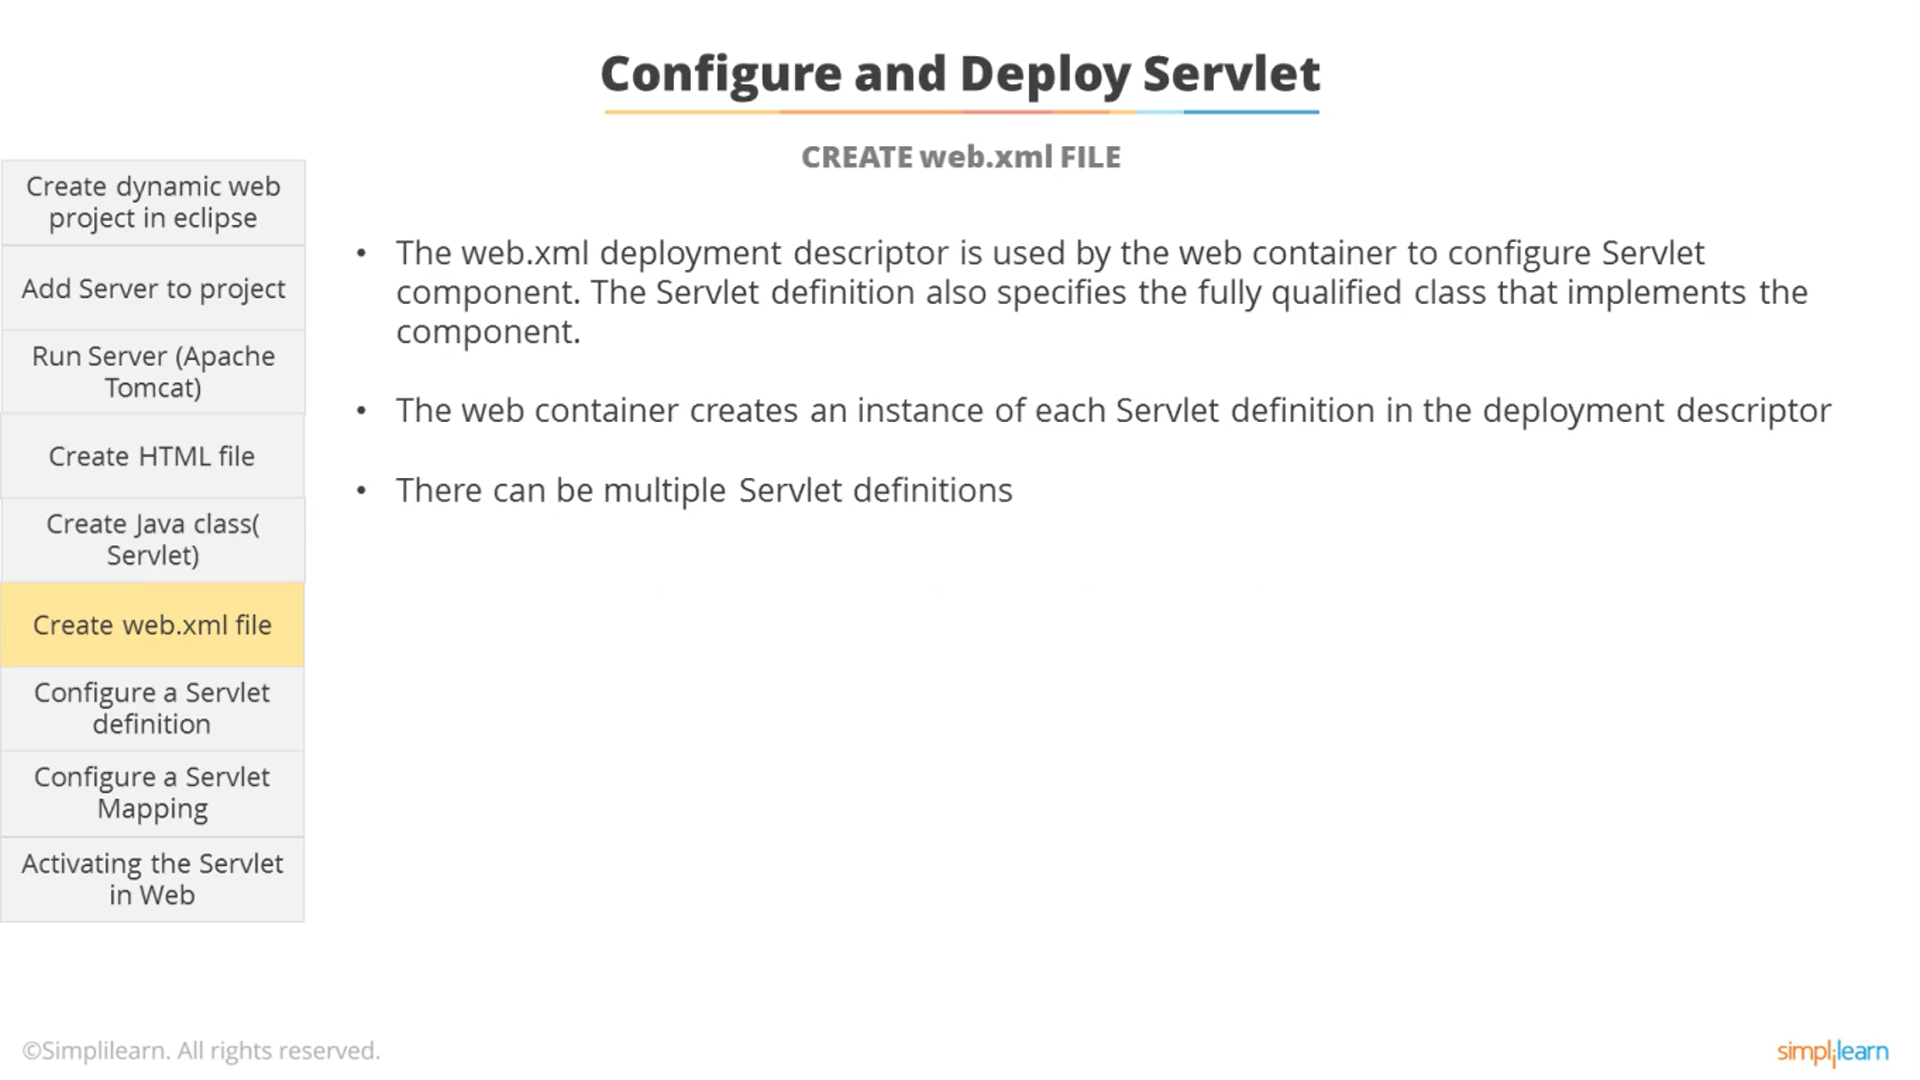 Configure and Deploy Servlet
CREATE web.xml FILE
Create dynamic web
project in eclipse
Add Server to project
Run Server (Apache
Tomcat)
Create HTML file
Create Java class(
Servlet)
Create web.xml file
Configure a Servlet
definition
Configure a Servlet
Mapping
Activating the Servlet
in Web
• The web.xml deployment descriptor is used by the web container to configure Servlet
component. The Servlet definition also specifies the fully qualified class that implements the
component.
• The web container creates an instance of each Servlet definition in the deployment descriptor
• There can be multiple Servlet definitions
©Simplilearn. All rights reserved.
simplilearn